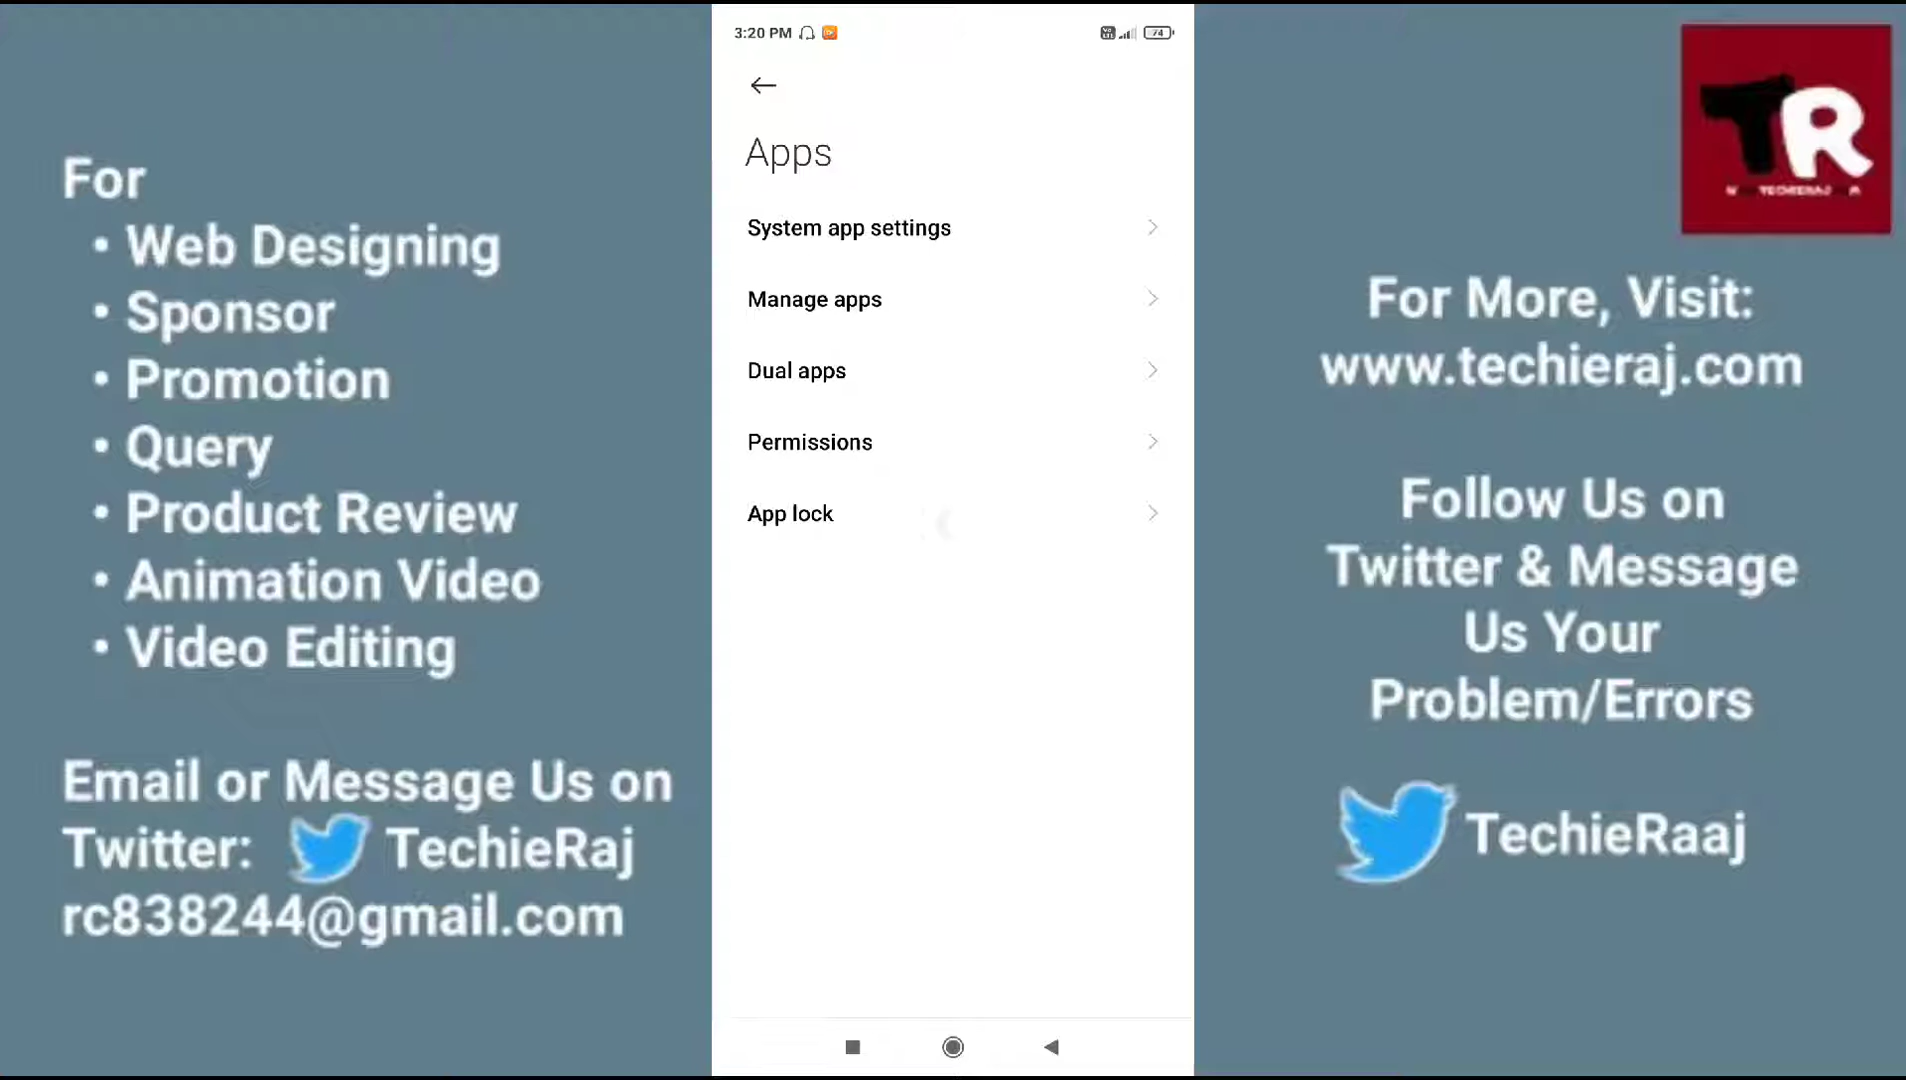 For
• Web Designing
• Sponsor
• Promotion
• Query
• Product Review
• Animation Video
• Video Editing
Email or Message Us on
Twitter: TechieRaj
rc838244@gmail.com
3:20 PM
74
Apps
System app settings
Manage apps
Dual apps
Permissions
App lock
TR
For More, Visit:
www.techieraj.com
Follow Us on
Twitter & Message
Us Your
Problem/Errors
TechieRaaj